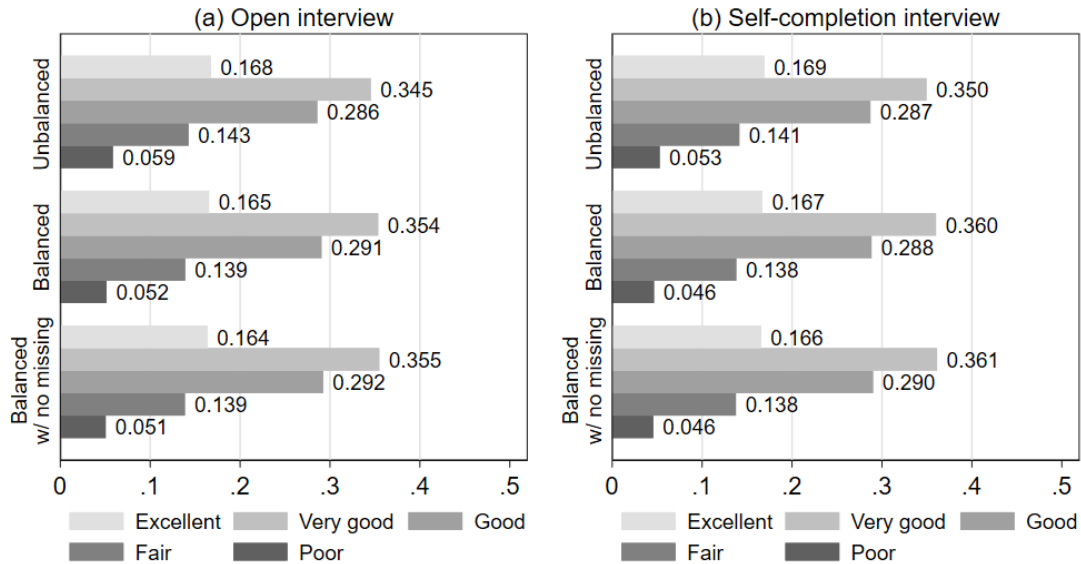 (a) Open interview
Unbalanced
0.168
0.345
0.286
0.143
0.059
Balanced
0.165
0.354
0.291
0.139
0.052
Balanced
w/ no missing
0.164
0.355
0.292
0.139
0.051
0 .1 .2 .3 .4 .5
Excellent Very good Good
Fair Poor
(b) Self-completion interview
Unbalanced
0.169
0.350
0.287
0.141
0.053
Balanced
0.167
0.360
0.288
0.138
0.046
Balanced
w/ no missing
0.166
0.361
0.290
0.138
0.046
0 .1 .2 .3 .4 .5
Excellent Very good Good
Fair Poor